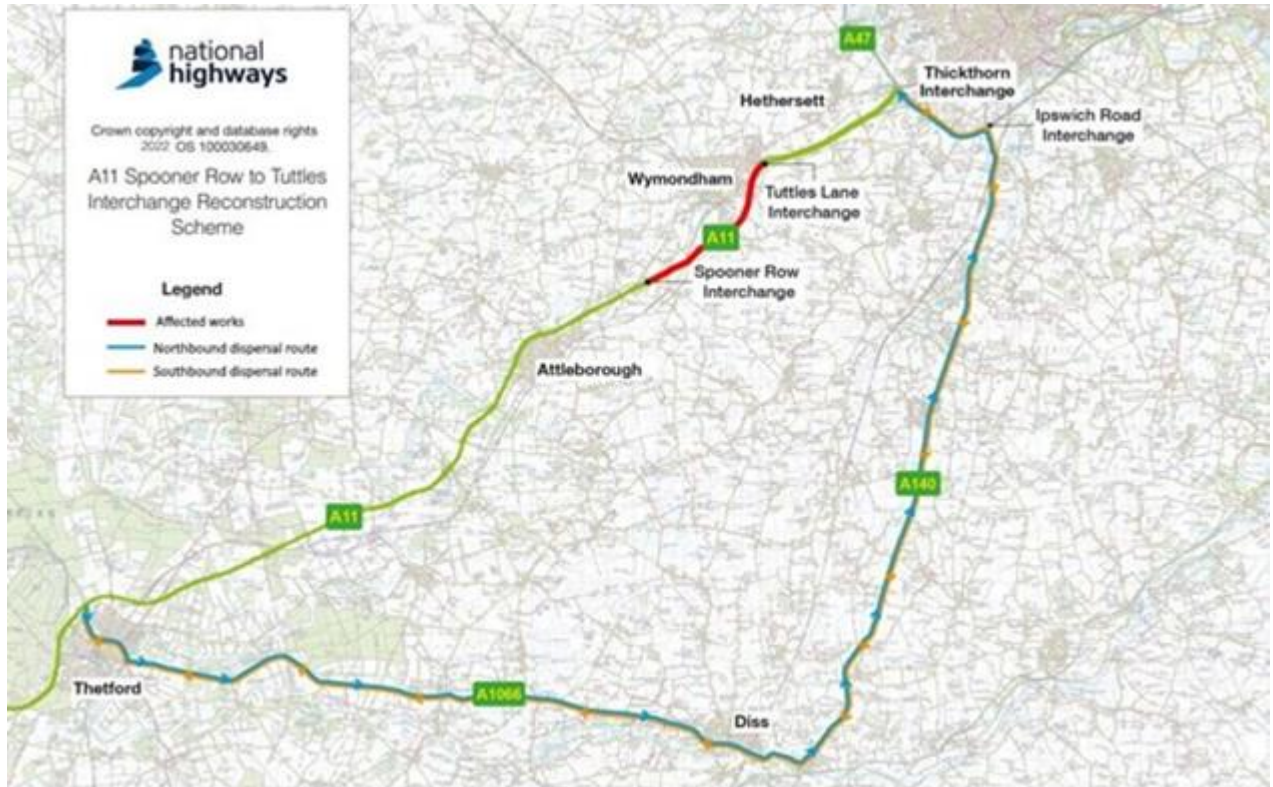 national
highways
Crown copyright and database rights
2022 OS 100030649.
A11 Spooner Row to Tuttles
Interchange Reconstruction
Scheme
Legend
Affected works
Northbound dispersal route
Southbound dispersal route
A47
Thickthorn
Interchange
Hethersett
Ipswich Road
Interchange
Wymondham
Tuttles Lane
Interchange
A11
Spooner Row
Interchange
Attleborough
A140
A11
Thetford
A1066
Diss